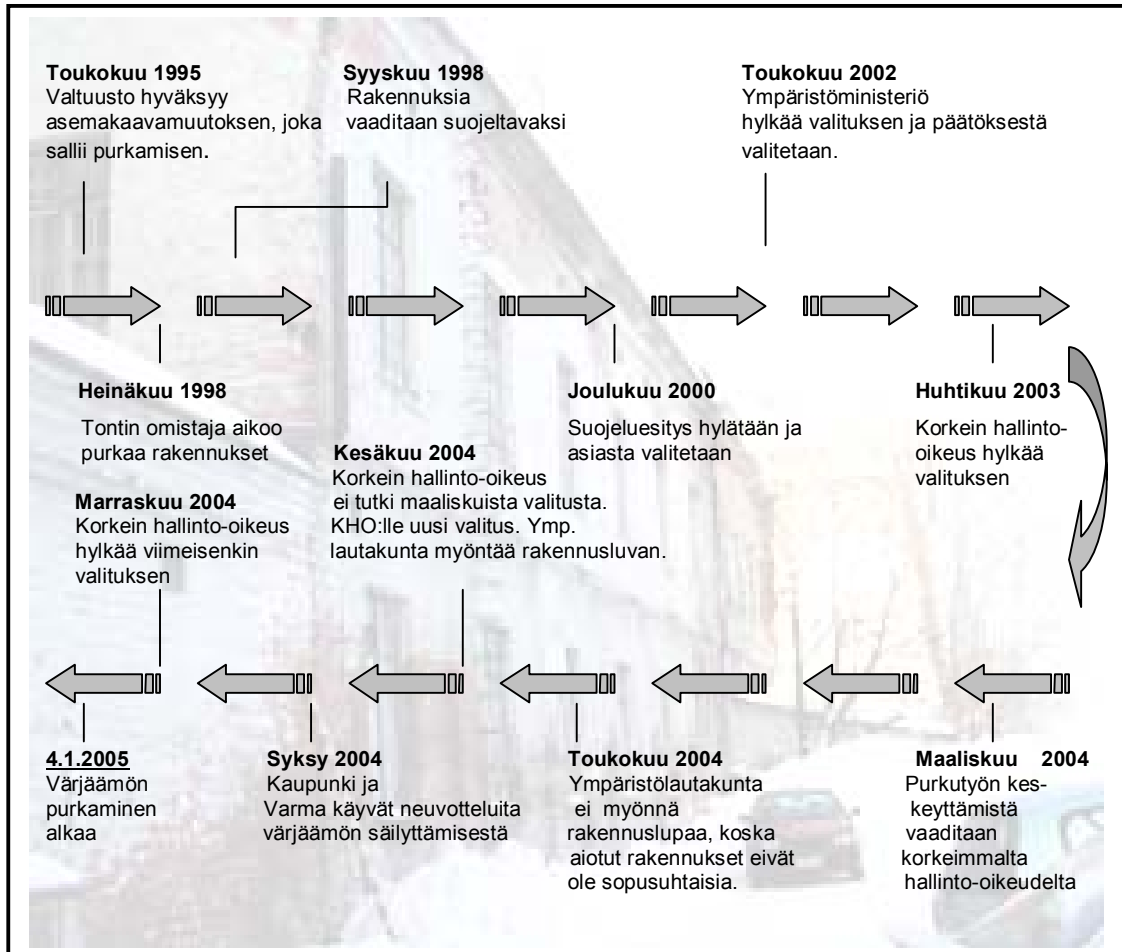 Toukokuu 1995
Valtuusto hyväksyy
asemakaavamuutoksen, joka
sallii purkamisen.
Syyskuu 1998
Rakennuksia
vaaditaan suojeltavaksi
Toukokuu 2002
Ympäristöministeriö
hylkää valituksen ja päätöksestä
valitetaan.
Heinäkuu 1998
Tontin omistaja aikoo
purkaa rakennukset
Joulukuu 2000
Suojeluesitys hylätään ja
asiasta valitetaan
Huhtikuu 2003
Korkein hallinto-
oikeus hylkää
valituksen
Maaliskuu 2004
Purkutyön kes-
keyttämistä
vaaditaan
korkeimmalta
hallinto-oikeudelta
Toukokuu 2004
Ympäristölautakunta
ei myönnä
rakennuslupaa, koska
aiotut rakennukset eivät
ole sopusuhtaisia.
Kesäkuu 2004
Korkein hallinto-oikeus
ei tutki maaliskuista valitusta.
KHO:lle uusi valitus. Ymp.
lautakunta myöntää rakennusluvan.
Syksy 2004
Kaupunki ja
Varma käyvät neuvotteluita
värjäämön säilyttämisestä
Marraskuu 2004
Korkein hallinto-oikeus
hylkää viimeisenkin
valituksen
4.1.2005
Värjäämön
purkaminen
alkaa